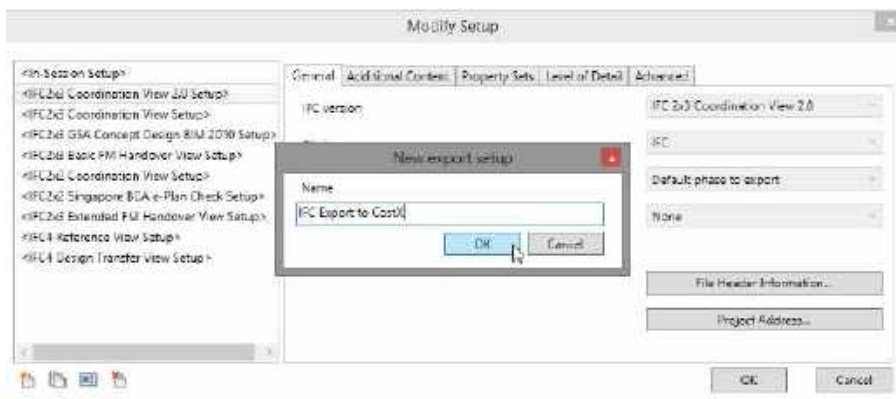 Modify Setup
<In-Session Setup>
<IFC2x3 Coordination View 2.0 Setup>
<IFC2x3 Coordination View Setup>
<IFC2x3 GSA Concept Design BIM 2010 Setup>
<IFC2x3 Basic FM Handover View Setup>
<IFC2x2 Coordination View Setup>
<IFC2x2 Singapore BCA e-Plan Check Setup>
<IFC2x3 Extended FM Handover View Setup>
<IFC4 Reference View Setup>
<IFC4 Design Transfer View Setup>
General Additional Content Property Sets Level of Detail Advanced
IFC version IFC 2x3 Coordination View 2.0
IFC
Default phase to export
None
New export setup
Name
IFC Export to CostX
OK Cancel
File Header Information...
Project Address...
OK Cancel